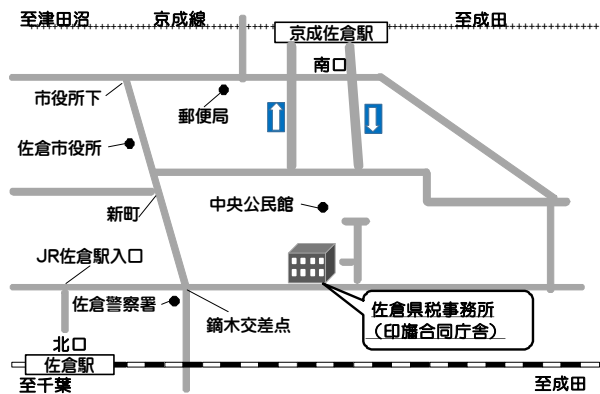 至津田沼
京成線
至成田
京成佐倉駅
南口
市役所下
郵便局
佐倉市役所
中央公民館
新町
JR佐倉駅入口
佐倉警察署
鏑木交差点
佐倉県税事務所
（印旛合同庁舎）
北口
佐倉駅
至千葉
至成田